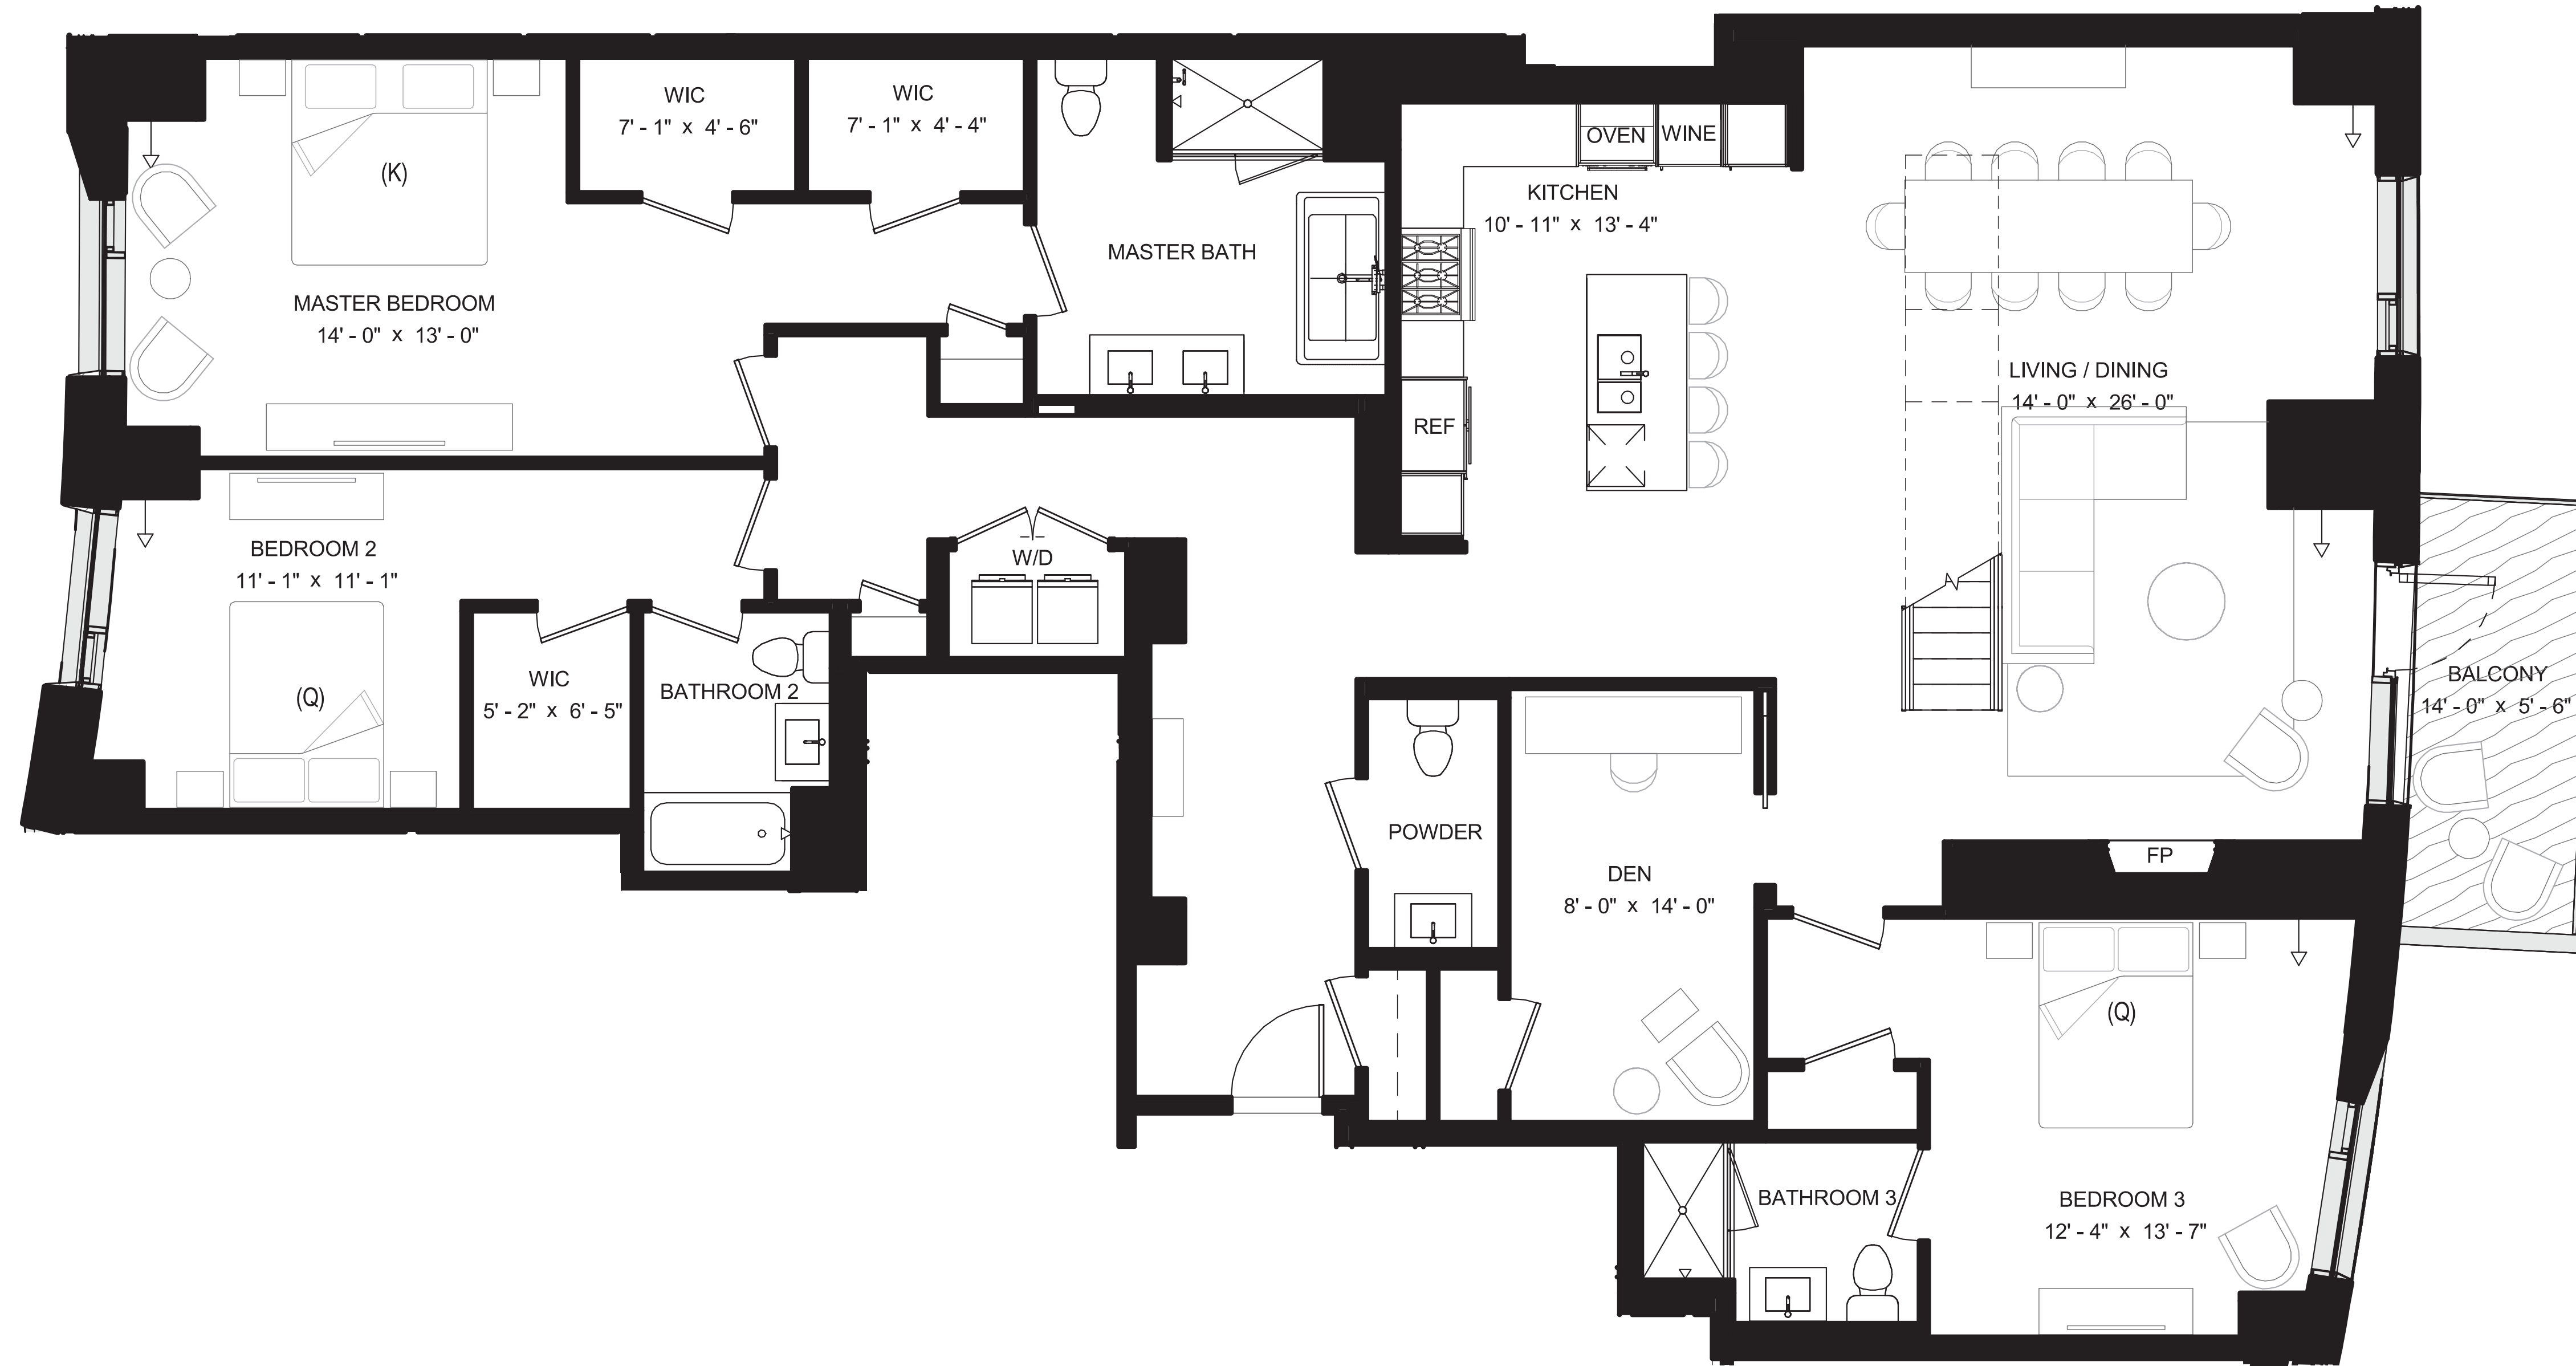 WIC
7' - 1" x 4' - 6"
WIC
7' - 1" x 4' - 4"
OVEN
WINE
(K)
KITCHEN
10' - 11" x 13' - 4"
MASTER BATH
MASTER BEDROOM
14' - 0" x 13' - 0"
LIVING / DINING
14' - 0" x 26' - 0"
REF
BEDROOM 2
11' - 1" x 11' - 1"
W/D
(Q)
WIC
5' - 2" x 6' - 5"
BATHROOM 2
BALCONY
14' - 0" x 5' - 6"
POWDER
FP
DEN
8' - 0" x 14' - 0"
(Q)
BATHROOM 3
BEDROOM 3
12' - 4" x 13' - 7"